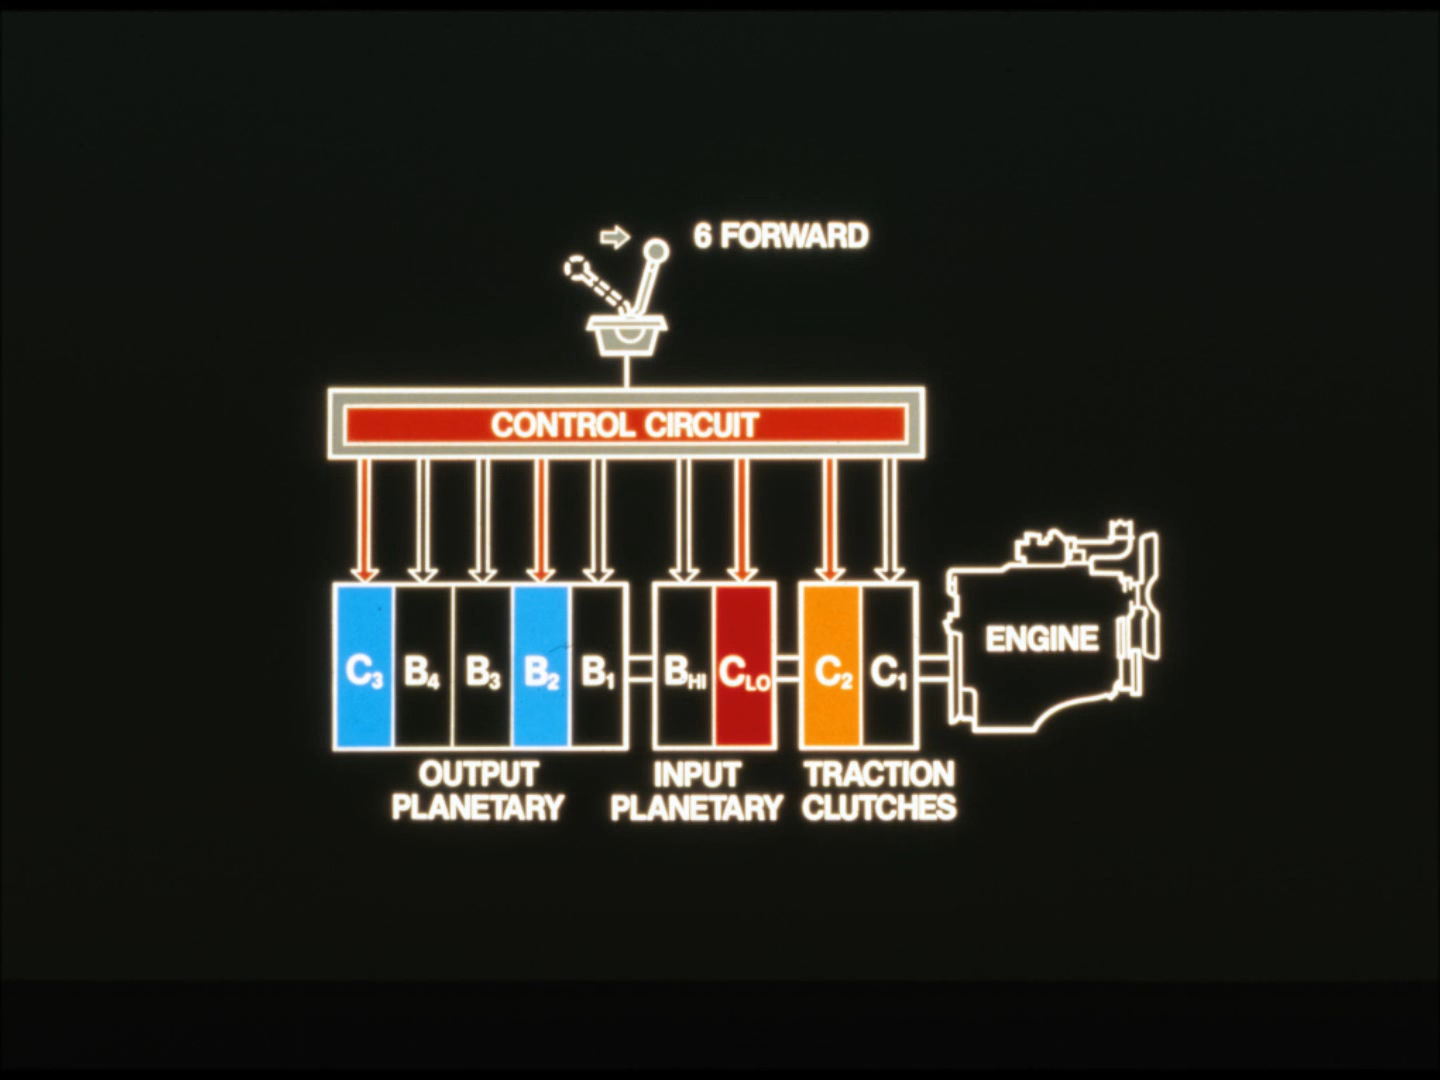 6 FORWARD
CONTROL CIRCUIT
C3 B4 B3 B2 B1 BHI CLO C2 C1
ENGINE
OUTPUT
PLANETARY
INPUT
PLANETARY
TRACTION
CLUTCHES